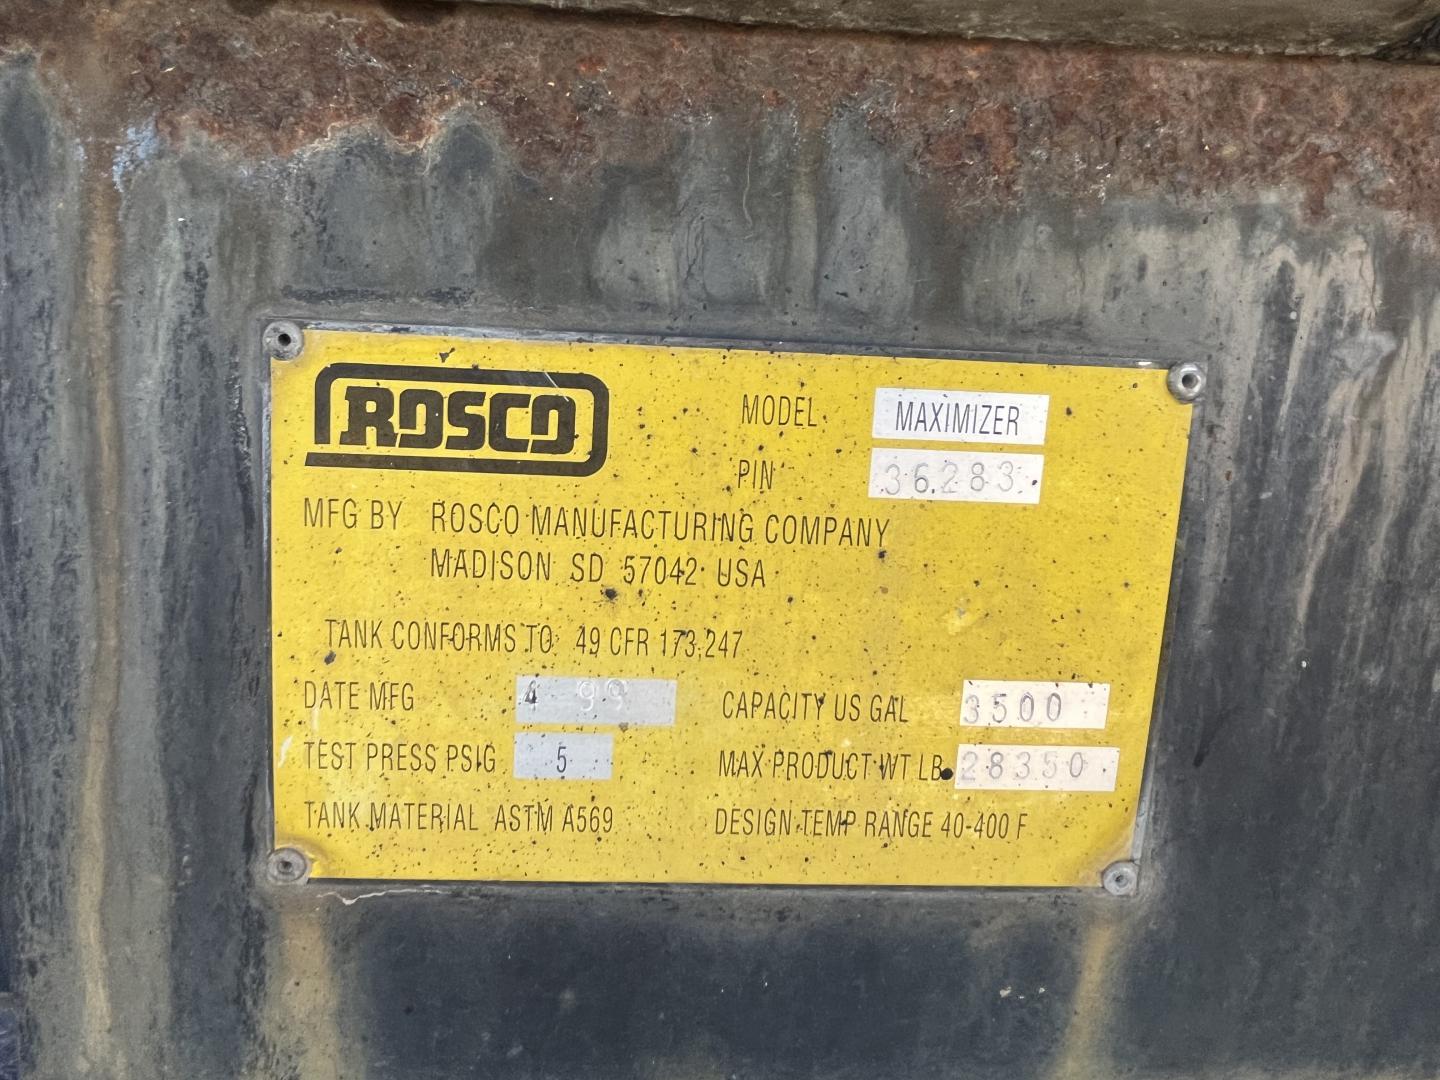 ROSCO
MODEL MAXIMIZER
PIN 36283
MFG BY ROSCO MANUFACTURING COMPANY
MADISON SD 57042 USA
TANK CONFORMS TO 49 CFR 173.247
DATE MFG 4 99 CAPACITY US GAL 3500
TEST PRESS PSIG 5 MAX PRODUCT WT LB 28350
TANK MATERIAL ASTM A569 DESIGN TEMP RANGE 40-400 F